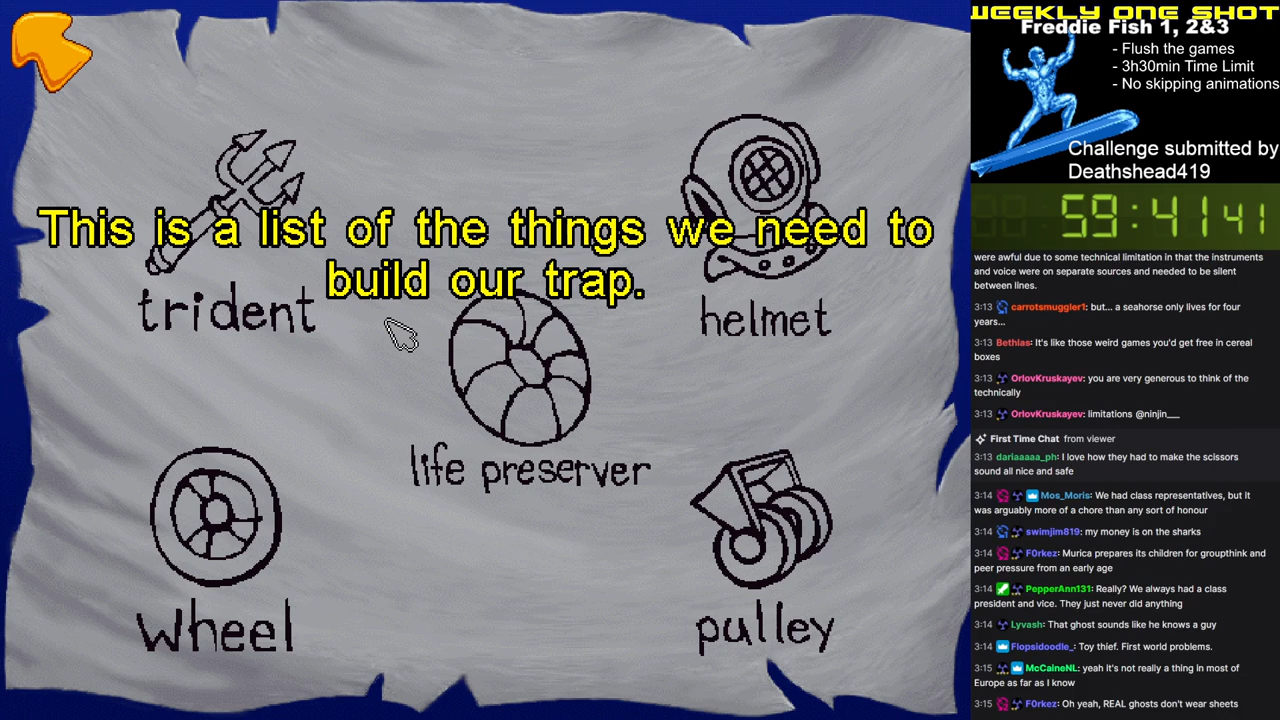 This is a list of the things we need to
build our trap.
trident
helmet
life preserver
wheel
pulley
WEEKLY ONE SHOT
Freddie Fish 1, 2&3
- Flush the games
- 3h30min Time Limit
- No skipping animations
Challenge submitted by
Deathshead419
59:41 41
were awful due to some technical limitation in that the instruments
and voice were on separate sources and needed to be silent
between lines.
3:13 carrotsmuggler1: but... a seahorse only lives for four
years...
3:13 Bethlas: It's like those weird games you'd get free in cereal
boxes
3:13 OrlovKruskayev: you are very generous to think of the
technically
3:13 OrlovKruskayev: limitations @ninjin___
First Time Chat from viewer
3:13 dariaaaaa_ph: I love how they had to make the scissors
sound all nice and safe
3:14 Mos_Moris: We had class representatives, but it
was arguably more of a chore than any sort of honour
3:14 swimjim819: my money is on the sharks
3:14 F0rkez: Murica prepares its children for groupthink and
peer pressure from an early age
3:14 PepperAnn131: Really? We always had a class
president and vice. They just never did anything
3:14 Lyvash: That ghost sounds like he knows a guy
3:14 Flopsidoodle_: Toy thief. First world problems.
3:15 McCaineNL: yeah it's not really a thing in most of
Europe as far as I know
3:15 F0rkez: Oh yeah, REAL ghosts don't wear sheets